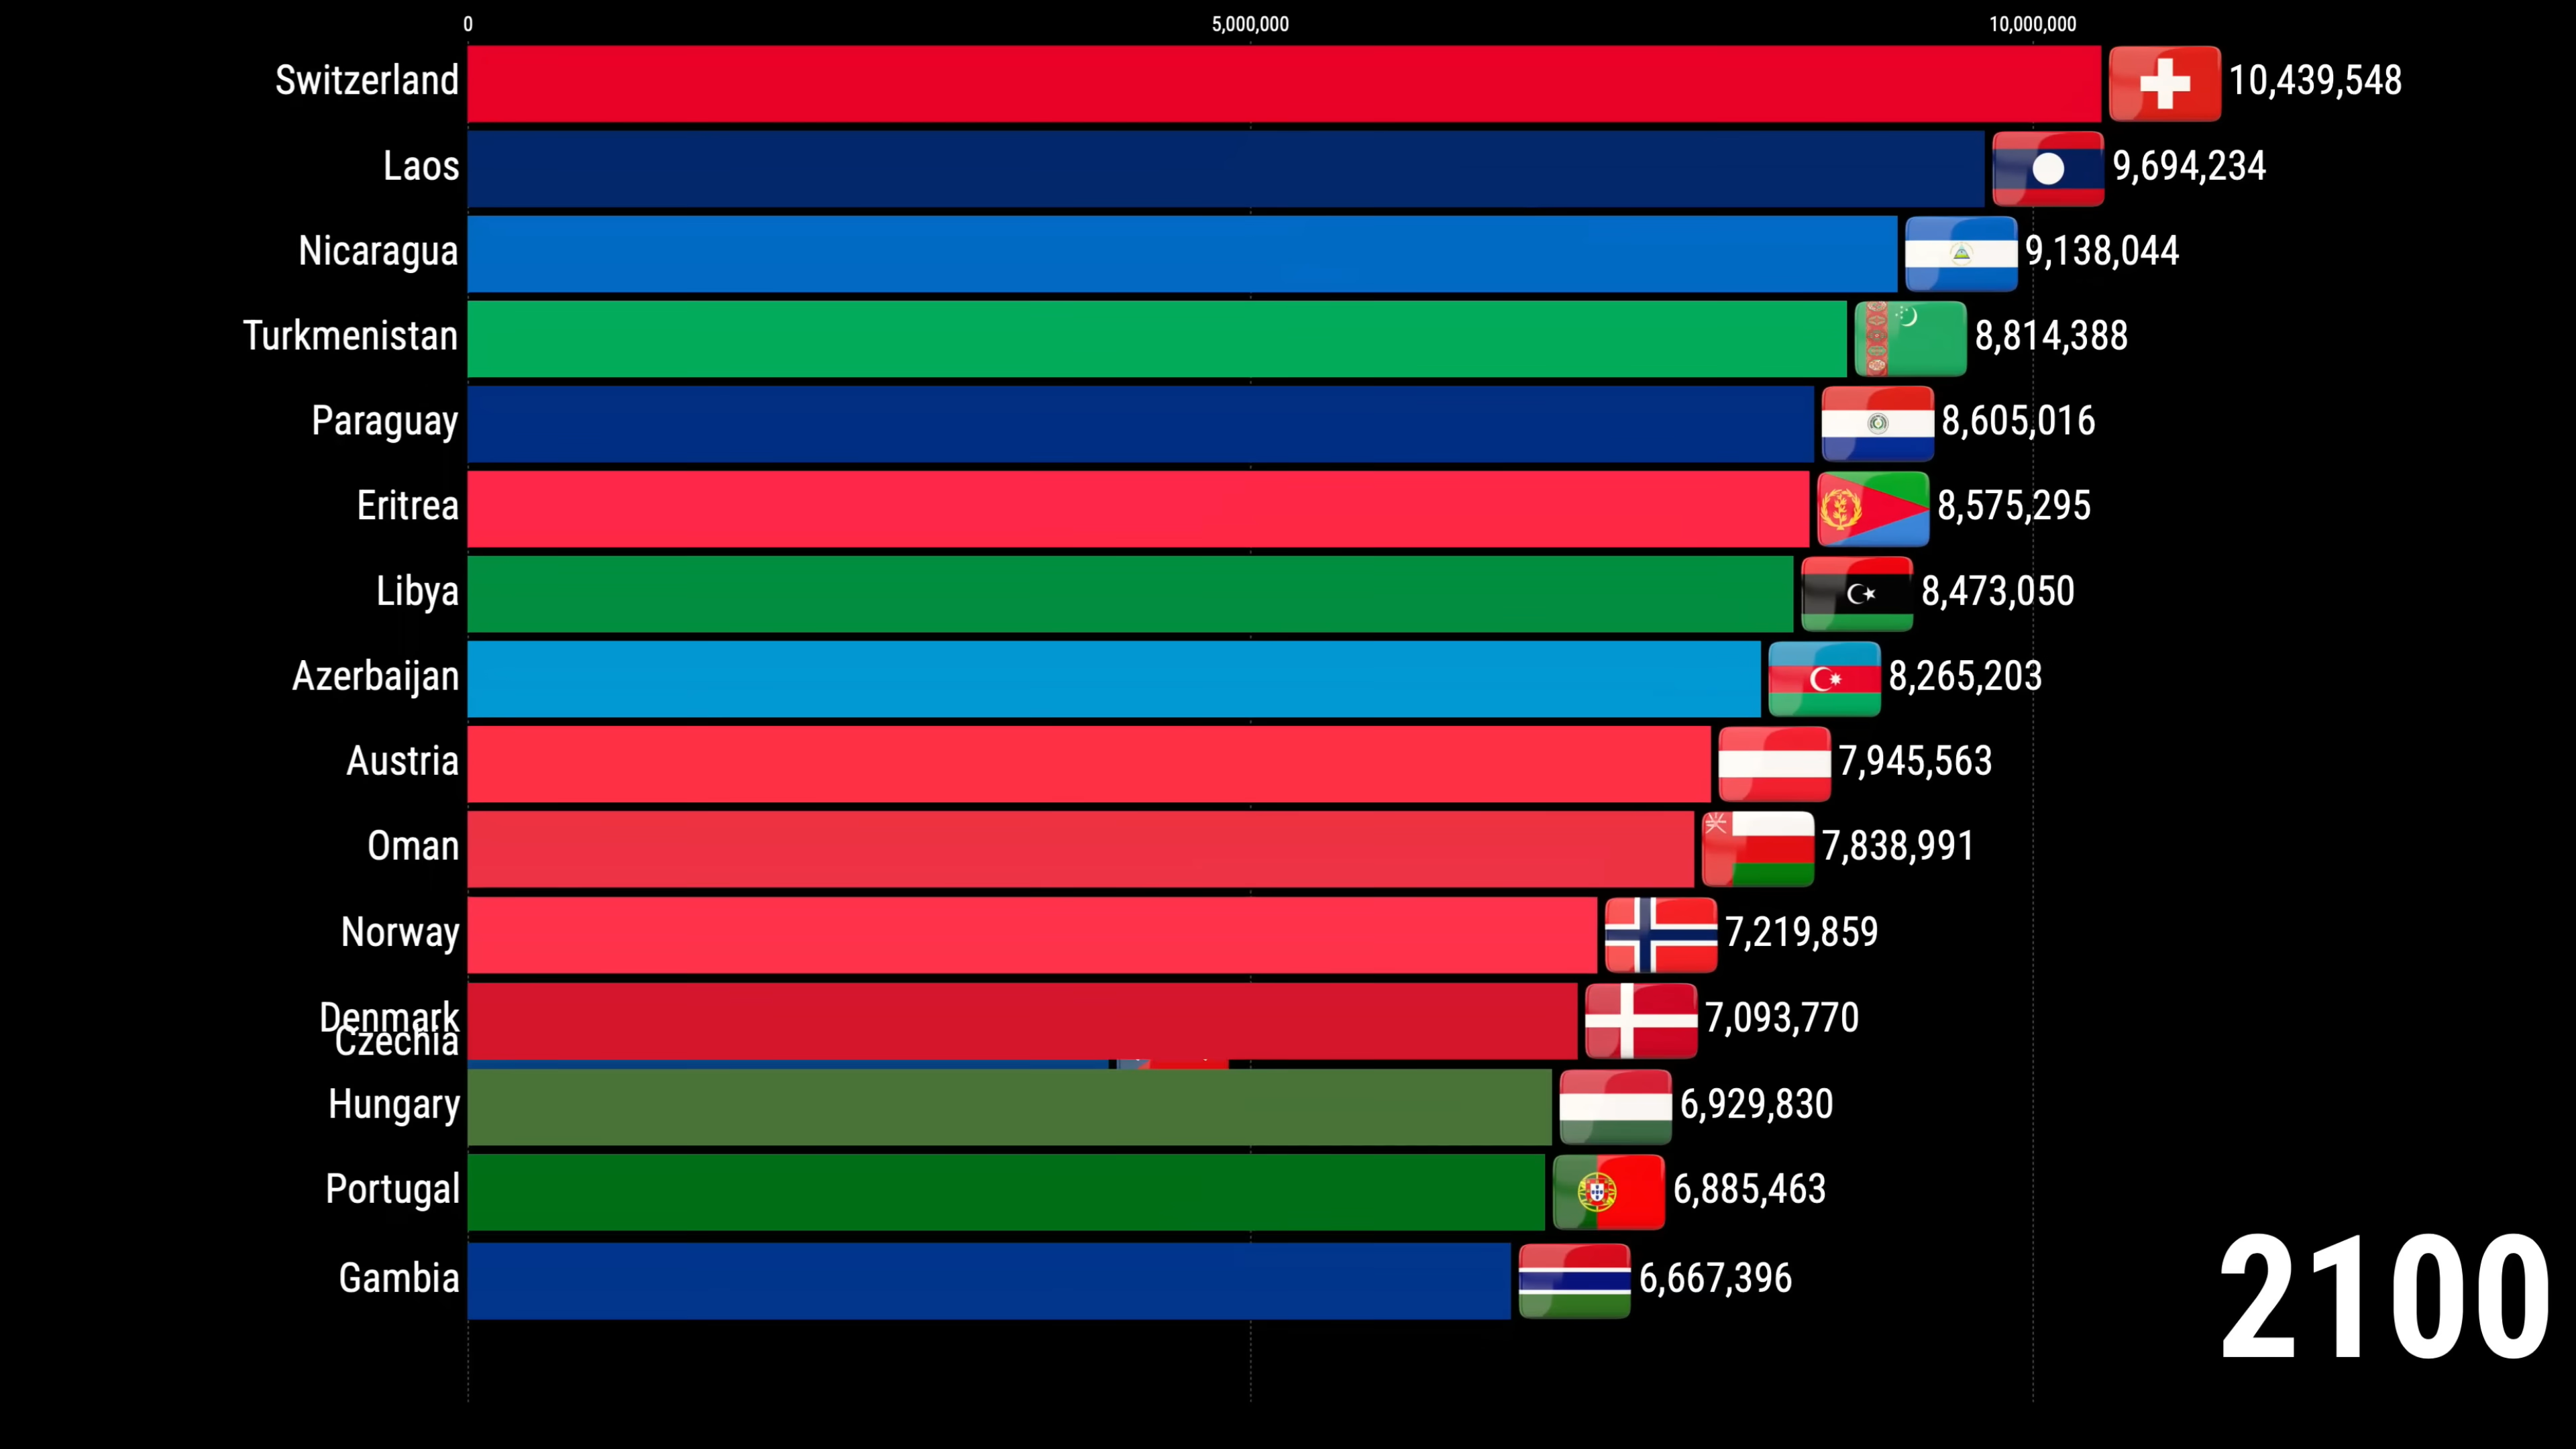 0 5,000,000 10,000,000
Switzerland 10,439,548
Laos 9,694,234
Nicaragua 9,138,044
Turkmenistan 8,814,388
Paraguay 8,605,016
Eritrea 8,575,295
Libya 8,473,050
Azerbaijan 8,265,203
Austria 7,945,563
Oman 7,838,991
Norway 7,219,859
Denmark 7,093,770
Czechia
Hungary 6,929,830
Portugal 6,885,463
Gambia 6,667,396
2100